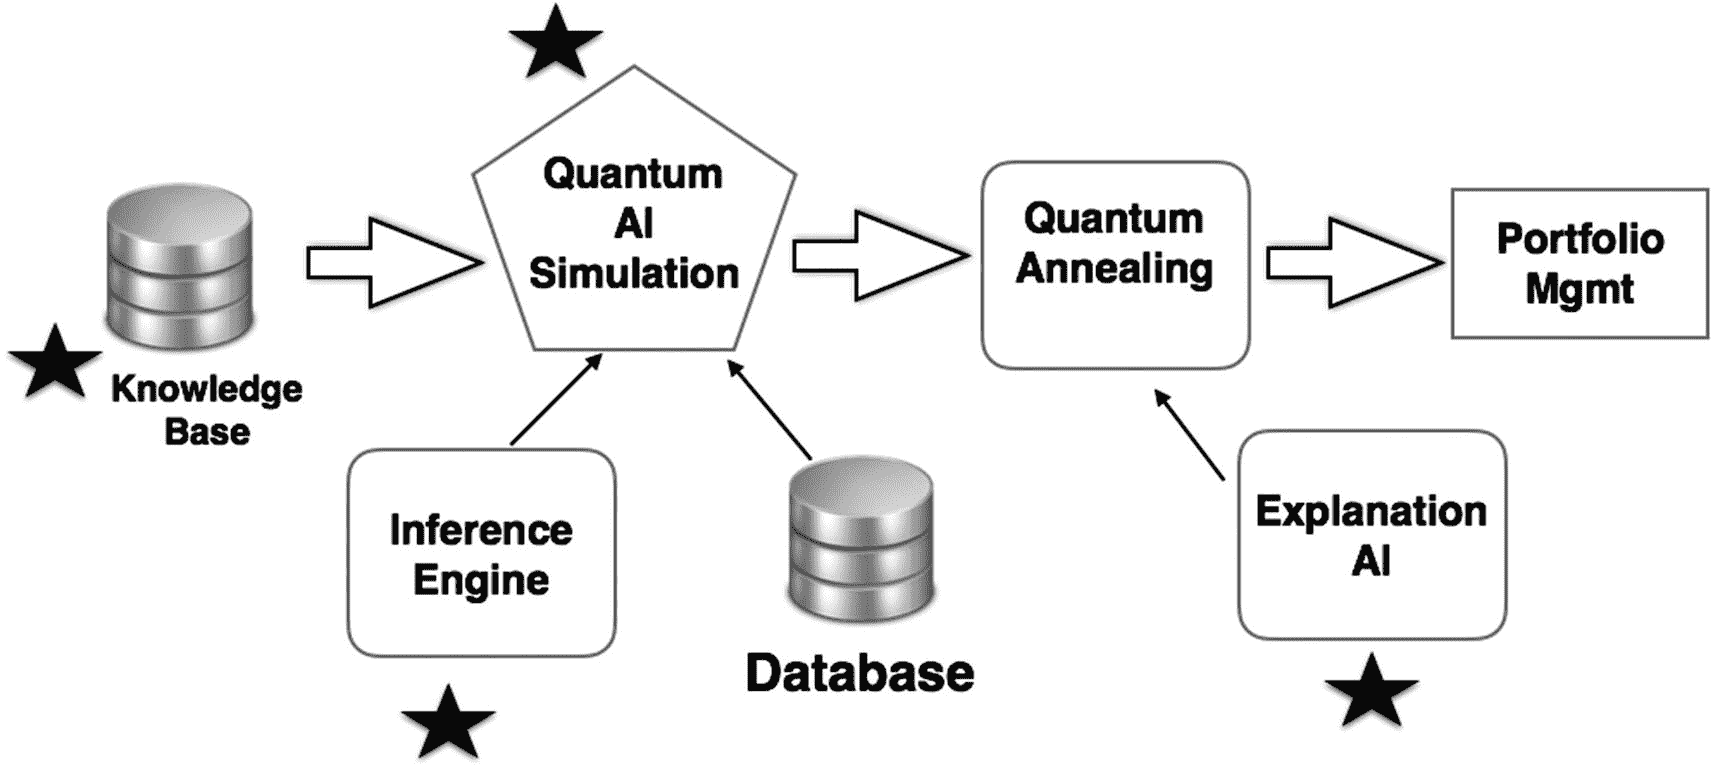 Quantum
AI
Simulation
Quantum
Annealing
Portfolio
Mgmt
Knowledge
Base
Inference
Engine
Database
Explanation
AI